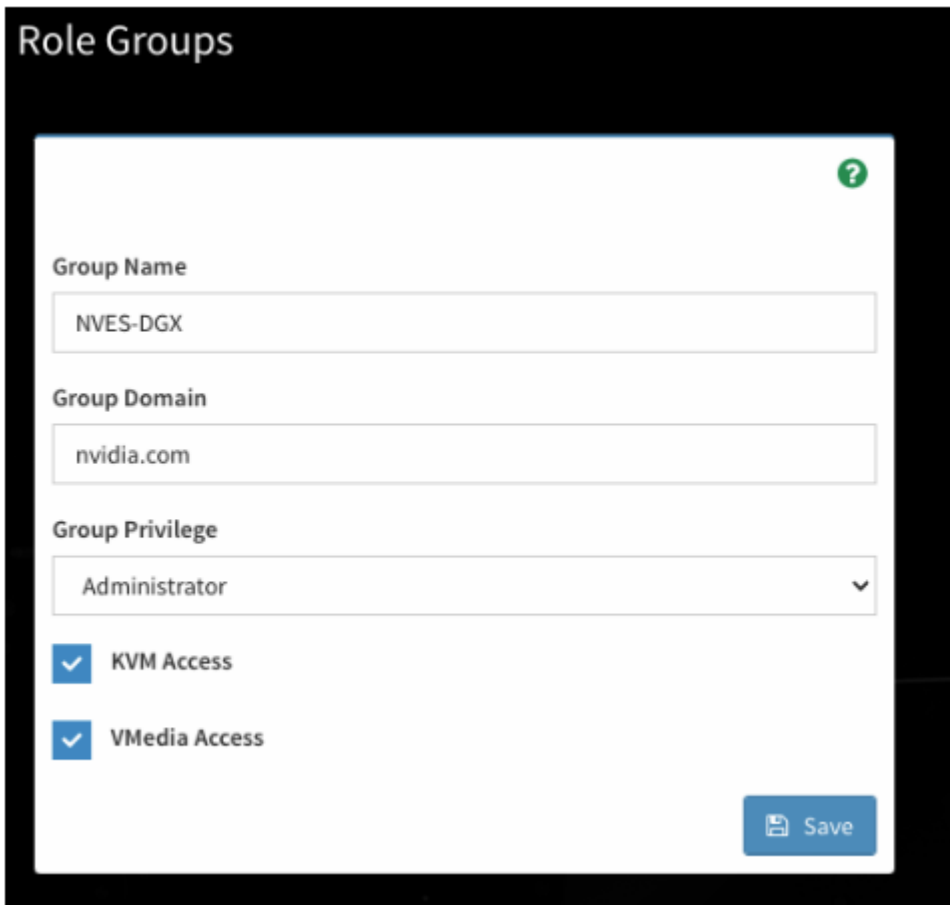 Role Groups
?
Group Name
NVES-DGX
Group Domain
nvidia.com
Group Privilege
Administrator
KVM Access
VMedia Access
Save